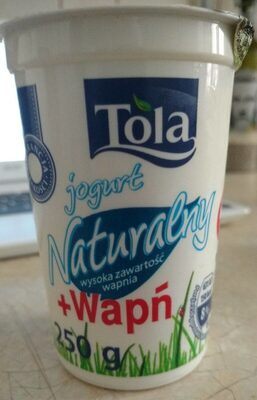 Tola
jogurt
Naturalny
wysoka zawartość
wapnia
+Wapń
250 g